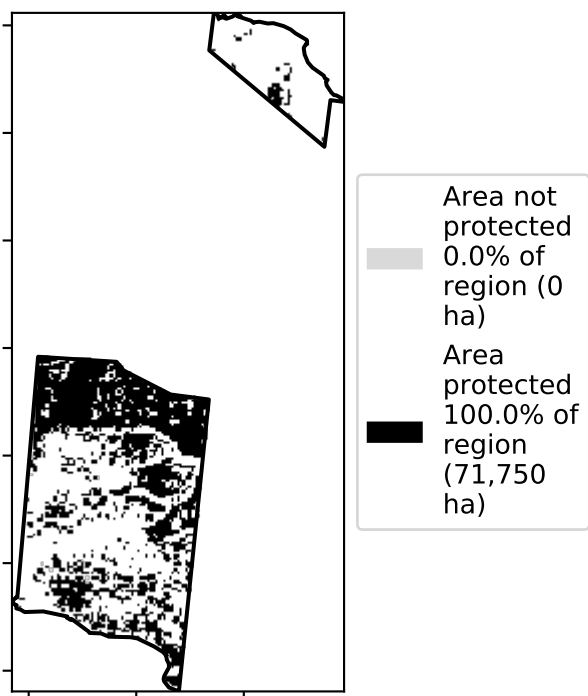 Area not
protected
0.0% of
region (0
ha)
Area
protected
100.0% of
region
(71,750
ha)